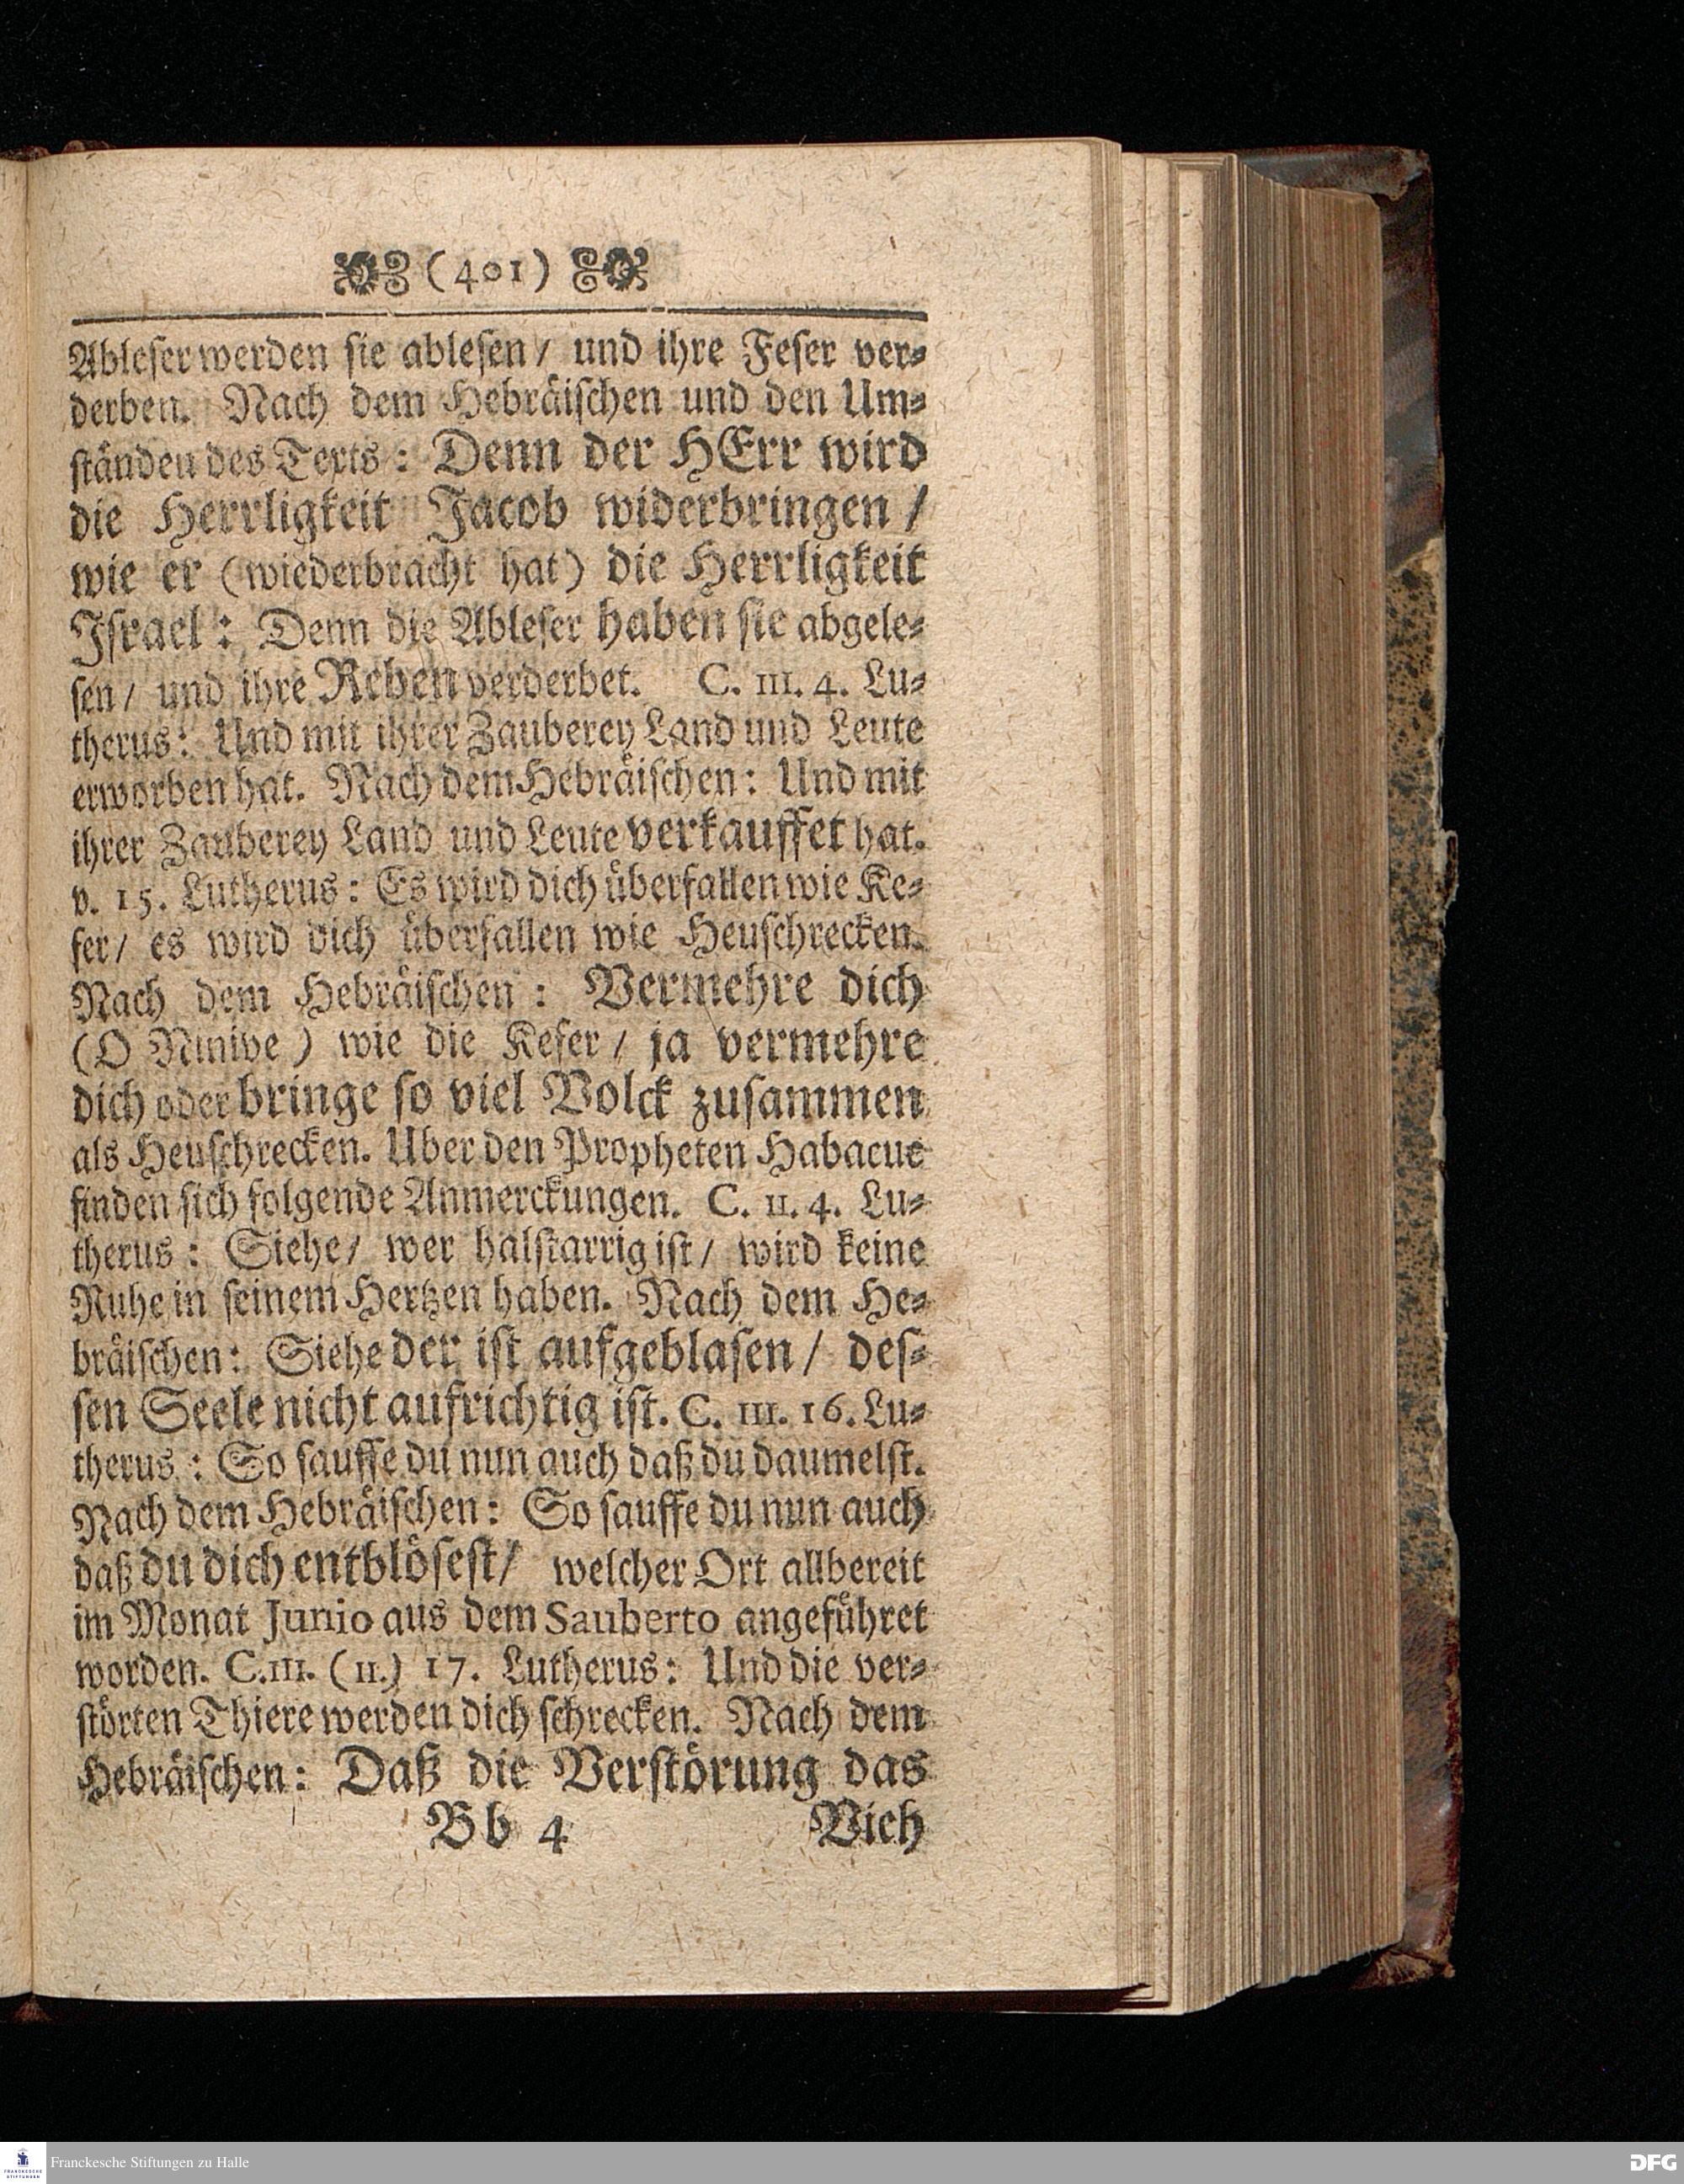 (401)
Ableser werden sie ablesen / und ihre Feser ver-
derben. Nach dem Hebräischen und den Um-
ständen des Texts: Denn der HErr wird
die Herrligkeit Jacob widerbringen /
wie er (wiederbracht hat) die Herrligkeit
Israel: Denn die Ableser haben sie abgele-
sen / und ihre Reben verderbet. C. III. 4. Lu-
therus: Und mit ihrer Zauberey Land und Leute
erworben hat. Nach dem Hebräischen: Und mit
ihrer Zauberey Land und Leute verkauffet hat.
v. 15. Lutherus: Es wird dich überfallen wie Ke-
fer / es wird dich überfallen wie Heuschrecken.
Nach dem Hebräischen: Vermehre dich
(O Ninive) wie die Kefer / ja vermehre
dich oder bringe so viel Volck zusammen
als Heuschrecken. Uber den Propheten Habacuc
finden sich folgende Anmerckungen. C. II. 4. Lu-
therus: Siehe / wer halstarrig ist / wird keine
Ruhe in seinem Hertzen haben. Nach dem He-
bräischen: Siehe der ist aufgeblasen / des-
sen Seele nicht aufrichtig ist. C. III. 16. Lu-
therus: So sauffe du nun auch daß du daumelst.
Nach dem Hebräischen: So sauffe du nun auch
daß du dich entblösest / welcher Ort allbereit
im Monat Junio aus dem Sauberto angeführet
worden. C. III. (II.) 17. Lutherus: Und die ver-
störten Thiere werden dich schrecken. Nach dem
Hebräischen: Daß die Verstörung das
Bb 4 Vieh
FRANCKESCHE STIFTUNGEN Franckesche Stiftungen zu Halle DFG